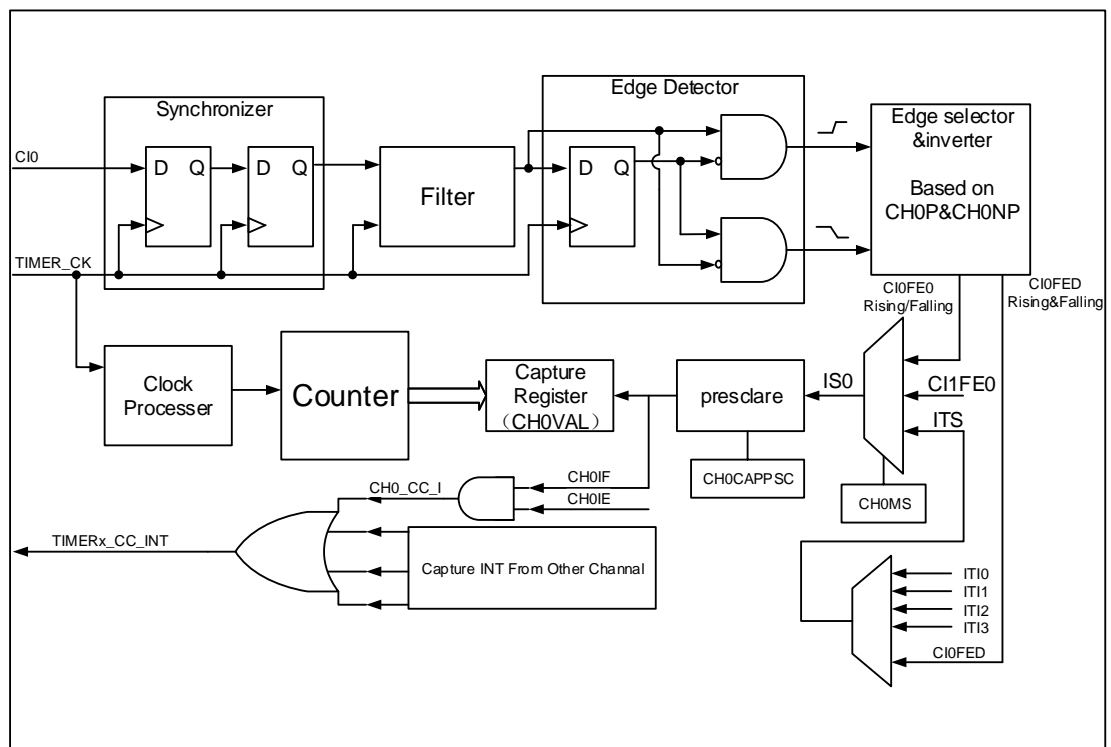 Synchronizer
Edge Detector
CI0
D Q
D Q
Filter
D Q
Edge selector
&inverter
Based on
CH0P&CH0NP
TIMER_CK
CI0FE0
Rising/Falling
CI0FED
Rising&Falling
Clock
Processer
Counter
Capture
Register
(CH0VAL)
presclare
IS0
CI1FE0
ITS
CH0CAPPSC
CH0MS
CH0_CC_I
CH0IF
CH0IE
TIMERx_CC_INT
Capture INT From Other Channel
ITI0
ITI1
ITI2
ITI3
CI0FED